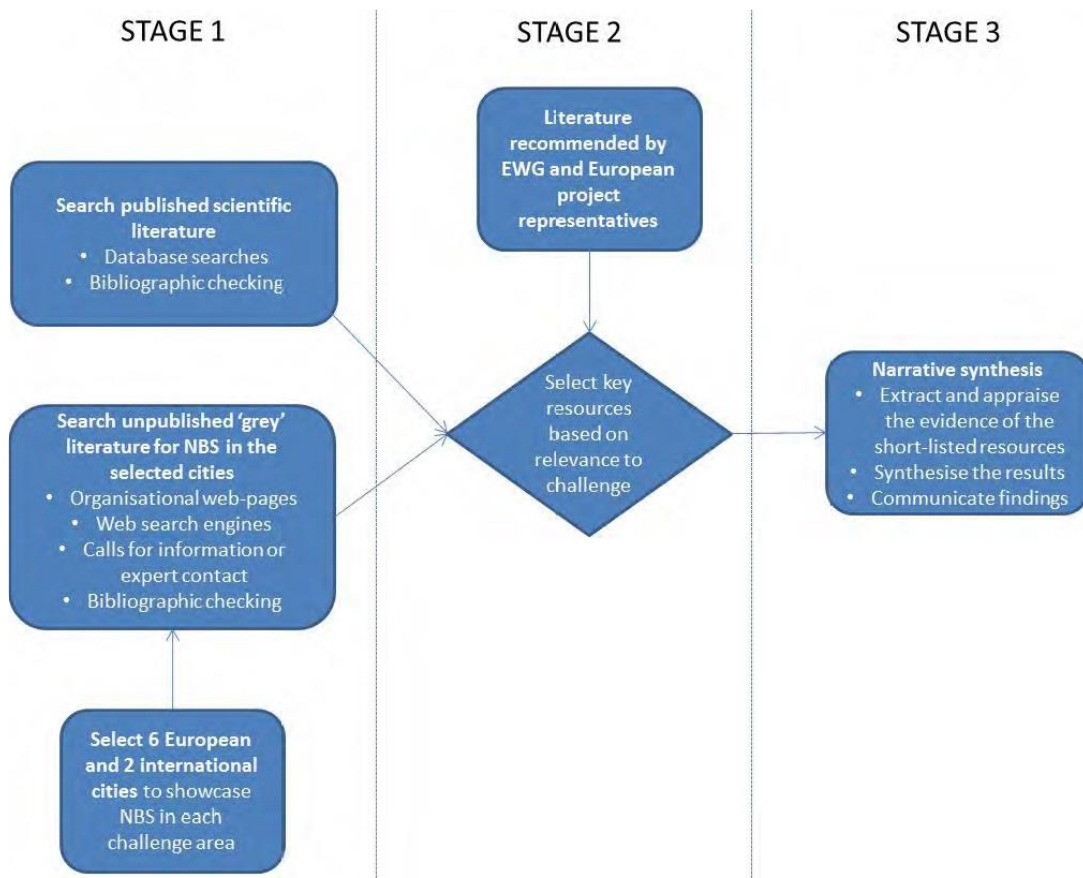 STAGE 1
STAGE 2
STAGE 3
Search published scientific
literature
• Database searches
• Bibliographic checking
Search unpublished ‘grey’
literature for NBS in the
selected cities
• Organisational web-pages
• Web search engines
• Calls for information or
expert contact
• Bibliographic checking
Select 6 European
and 2 international
cities to showcase
NBS in each
challenge area
Literature
recommended by
EWG and European
project
representatives
Select key
resources
based on
relevance to
challenge
Narrative synthesis
• Extract and appraise
the evidence of the
short-listed resources
• Synthesise the results
• Communicate findings